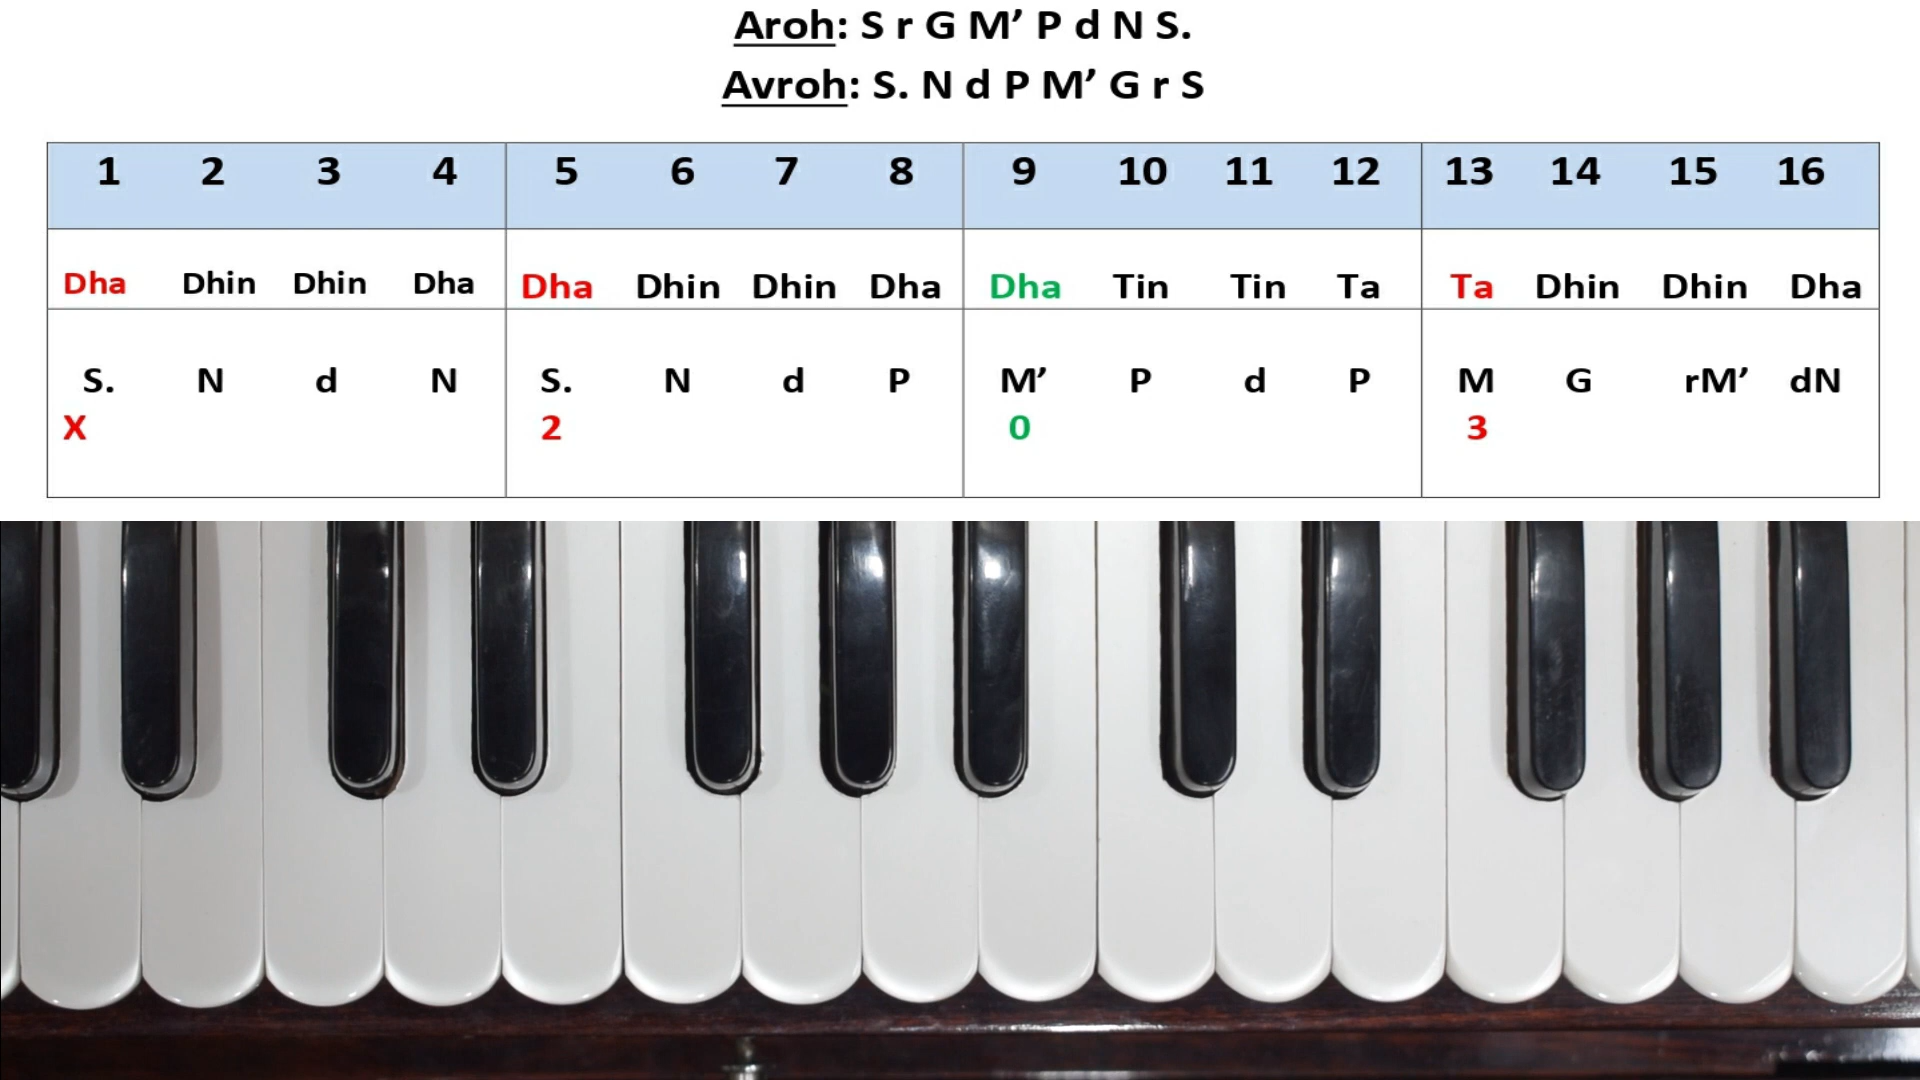 Aroh: S r G M’ P d N S.
Avroh: S. N d P M’ G r S
1 2 3 4 5 6 7 8 9 10 11 12 13 14 15 16
Dha Dhin Dhin Dha Dha Dhin Dhin Dha Dha Tin Tin Ta Ta Dhin Dhin Dha
S. N d N S. N d P M’ P d P M G rM’ dN
X 2 0 3